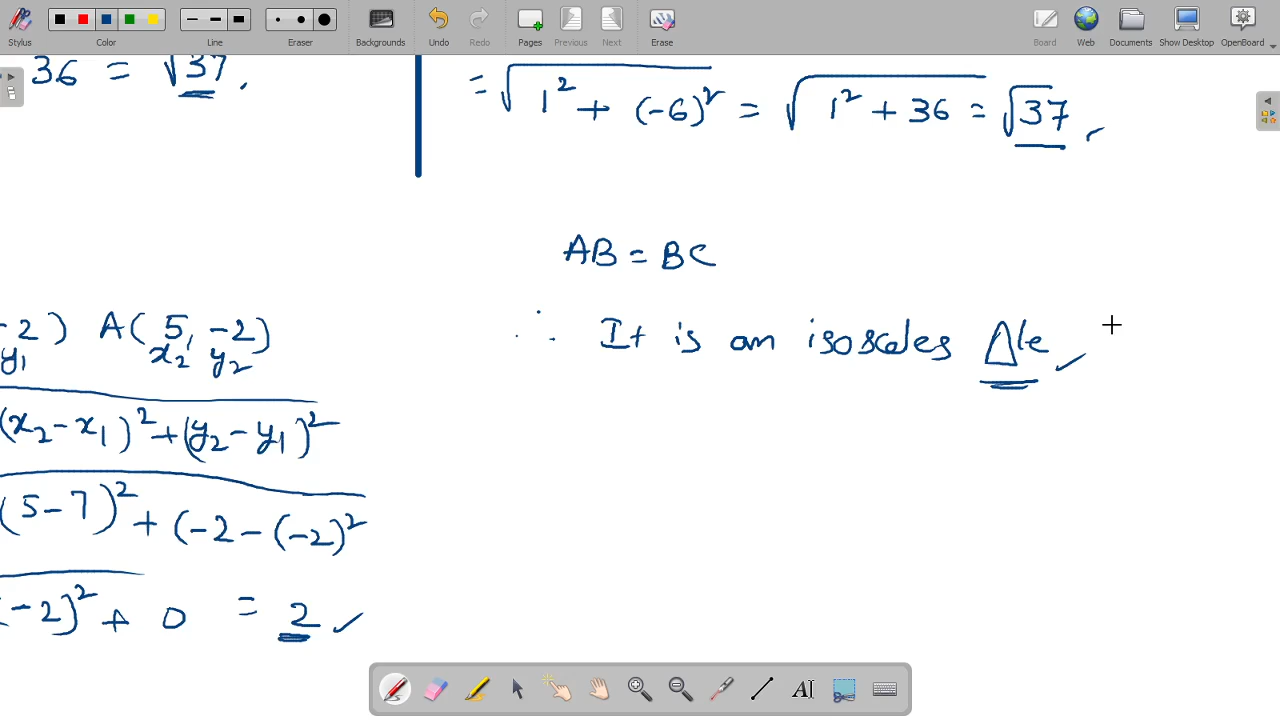 Stylus Color Line Eraser Backgrounds Undo Redo Pages Previous Next Erase Board Web Documents Show Desktop OpenBoard
36 = √37.
= √1² + (-6)² = √1² + 36 = √37
AB = BC
∴ It is an isosceles Δle ✓
-2) A(5, -2)
y1 x2 y2
(x2 - x1)² + (y2 - y1)²
(5-7)² + (-2 - (-2)²
(-2)² + 0 = 2 ✓
AI